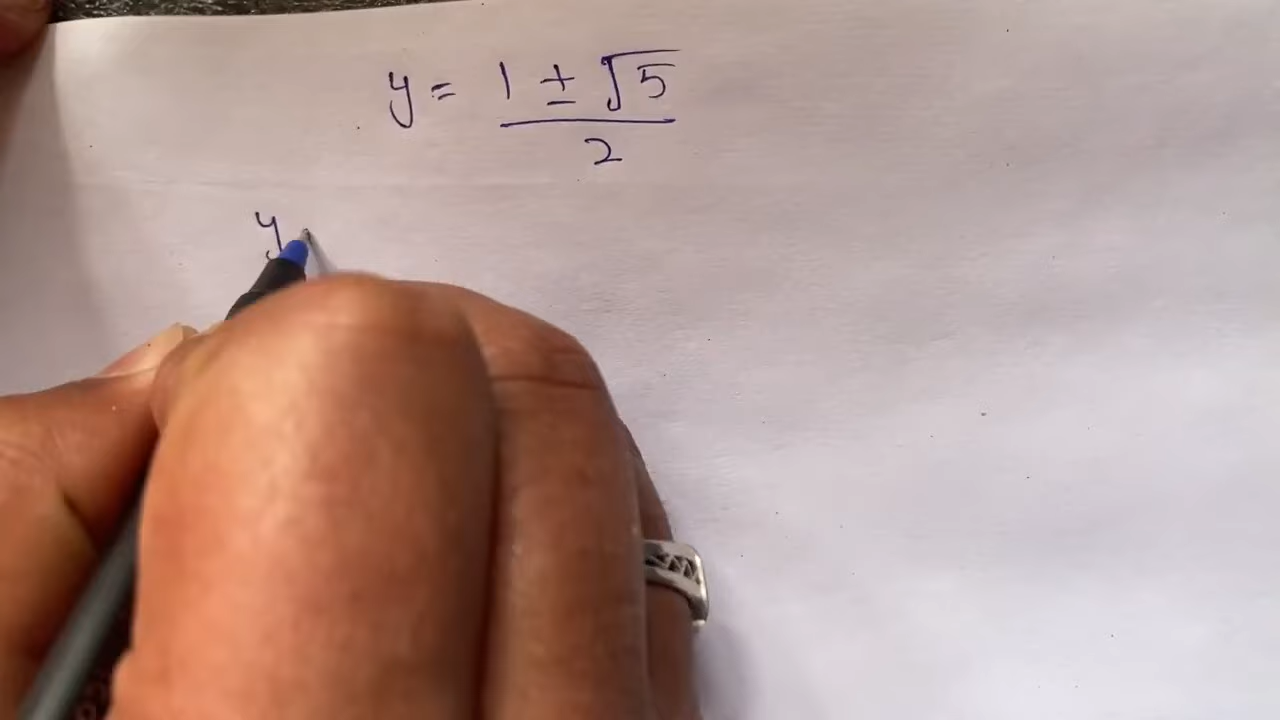 y = 1 ± √5 / 2
y